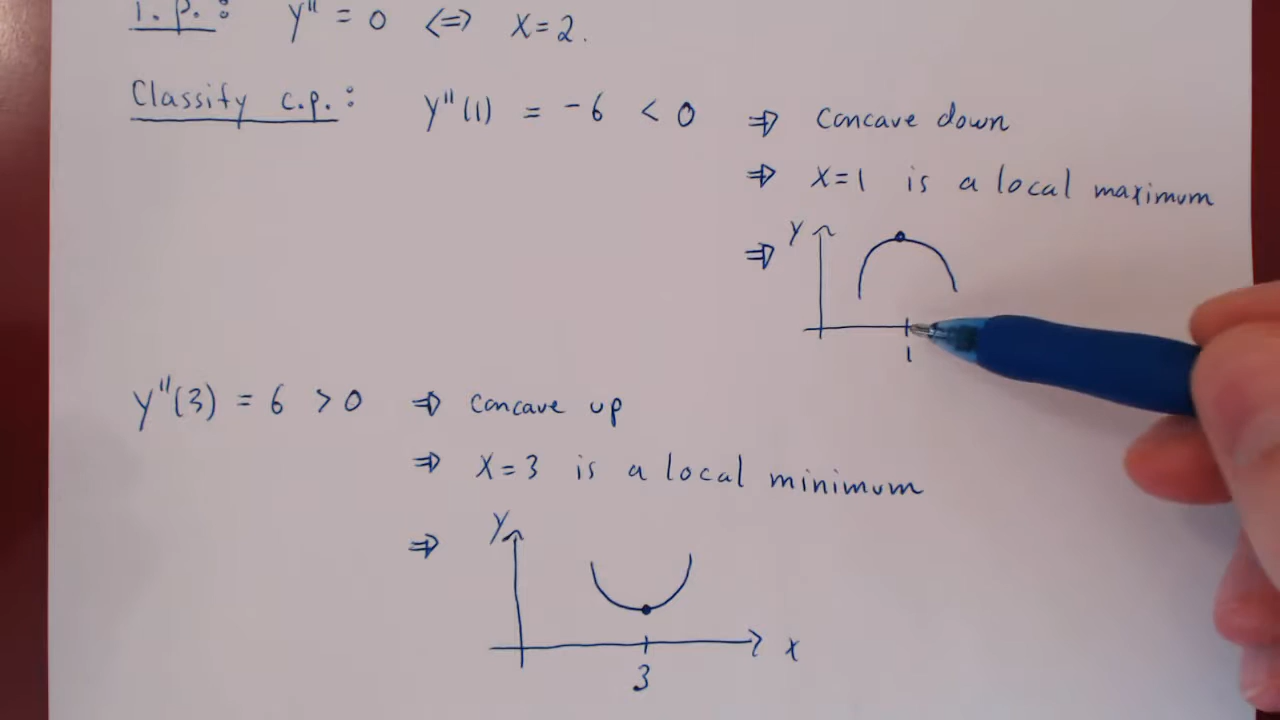 i.p.: y'' = 0 <=> x=2.
Classify c.p.: y''(1) = -6 < 0 => concave down
=> x=1 is a local maximum
=> y
1
y''(3) = 6 > 0 => concave up
=> x=3 is a local minimum
=> y
x
3